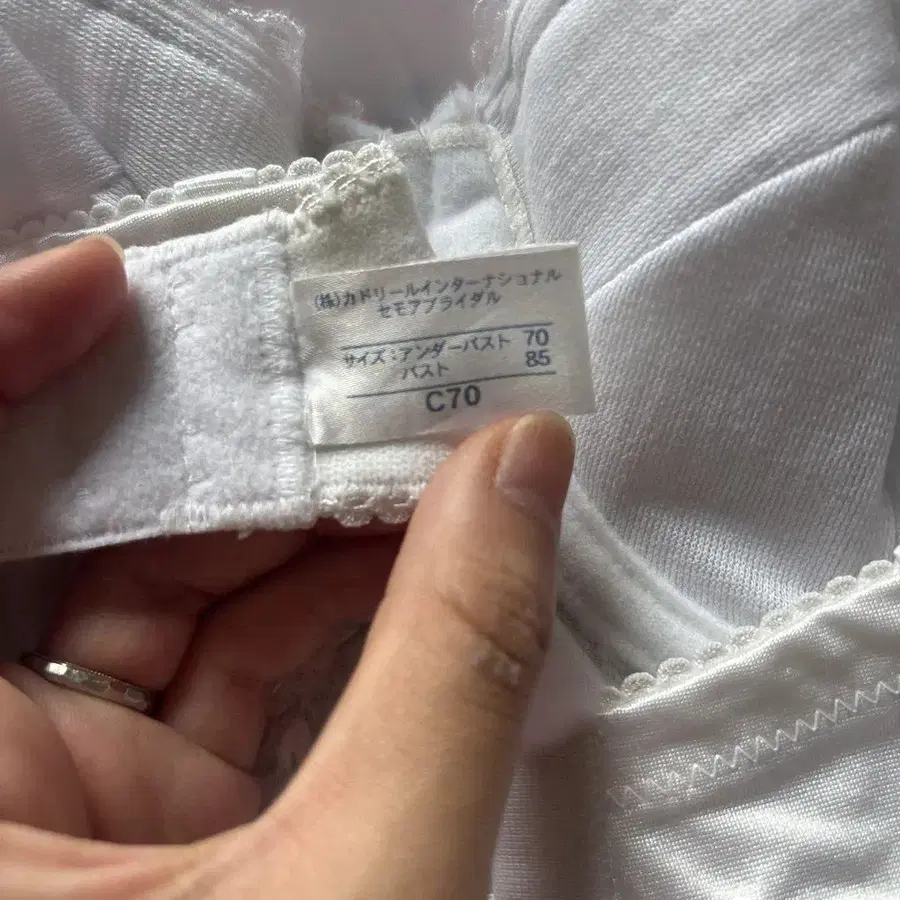 (株)カドリールインターナショナル
セモアブライダル
サイズ:アンダーバスト 70
バスト 85
C70